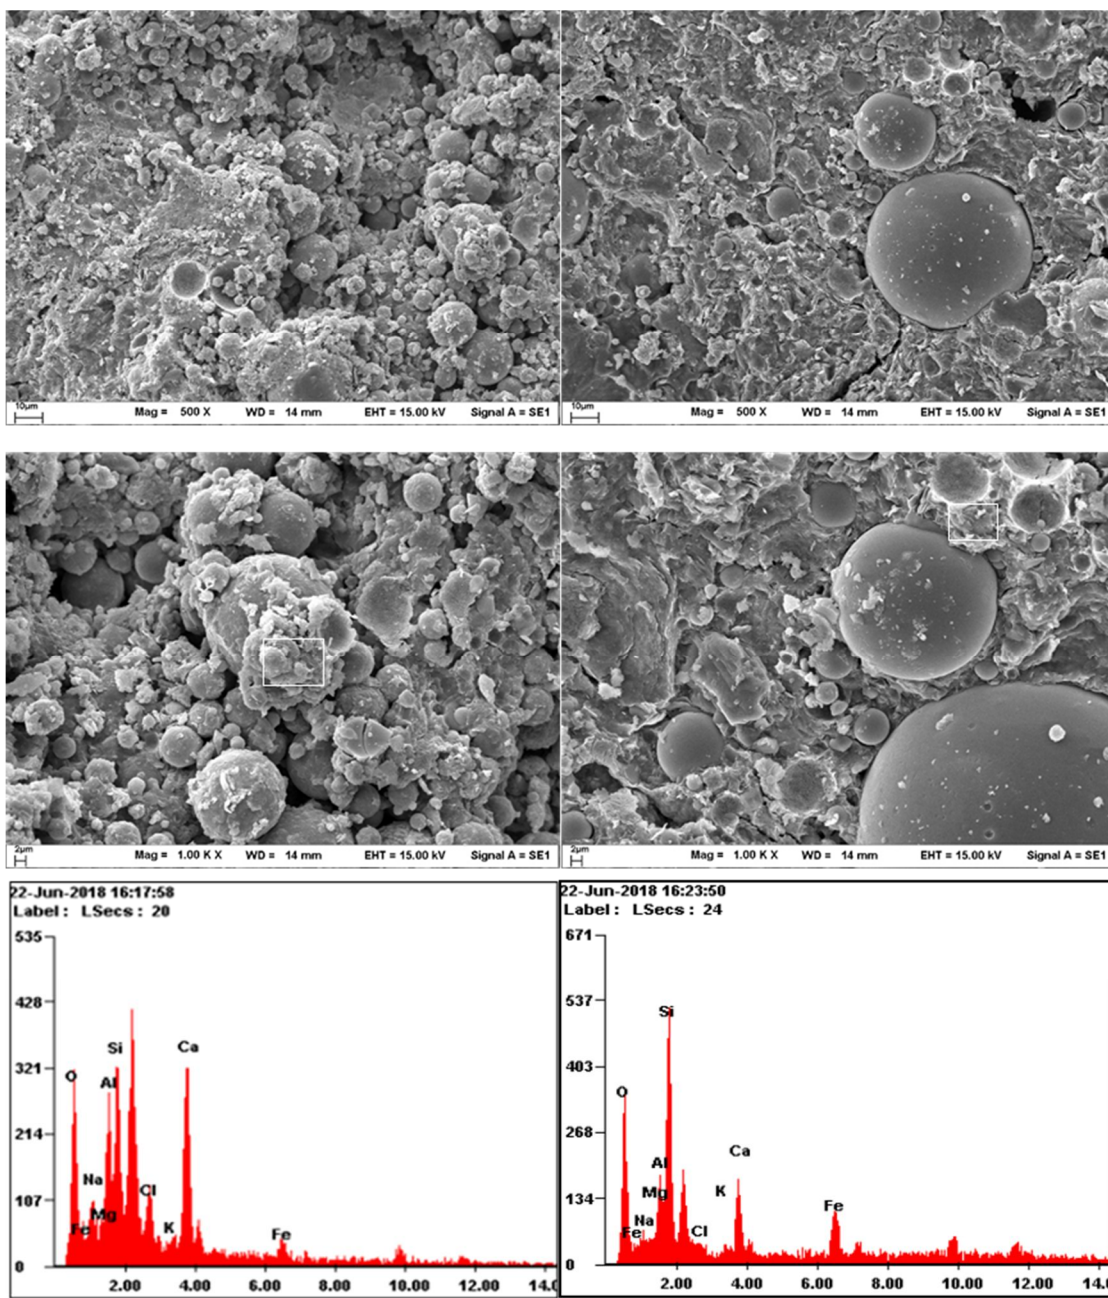 10µm Mag = 500 X WD = 14 mm EHT = 15.00 kV Signal A = SE1
10µm Mag = 500 X WD = 14 mm EHT = 15.00 kV Signal A = SE1
2µm Mag = 1.00 K X WD = 14 mm EHT = 15.00 kV Signal A = SE1
2µm Mag = 1.00 K X WD = 14 mm EHT = 15.00 kV Signal A = SE1
22-Jun-2018 16:17:58
Label : LSecs : 20
535
428
321
214
107
0
O
Fe
Na
Mg
Al
Si
Cl
K
Ca
Fe
2.00 4.00 6.00 8.00 10.00 12.00 14.0
22-Jun-2018 16:23:50
Label : LSecs : 24
671
537
403
268
134
0
O
Fe
Na
Mg
Al
Si
Cl
K
Ca
Fe
2.00 4.00 6.00 8.00 10.00 12.00 14.0